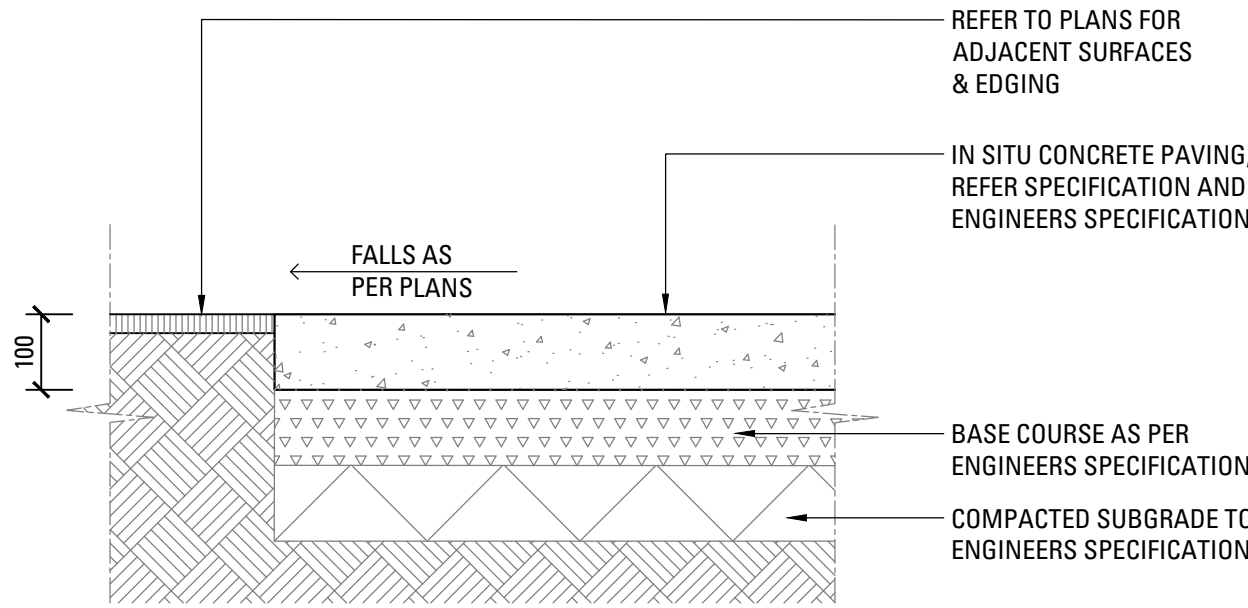 REFER TO PLANS FOR
ADJACENT SURFACES
& EDGING
IN SITU CONCRETE PAVING,
REFER SPECIFICATION AND
ENGINEERS SPECIFICATION
FALLS AS
PER PLANS
100
BASE COURSE AS PER
ENGINEERS SPECIFICATION
COMPACTED SUBGRADE TO
ENGINEERS SPECIFICATION